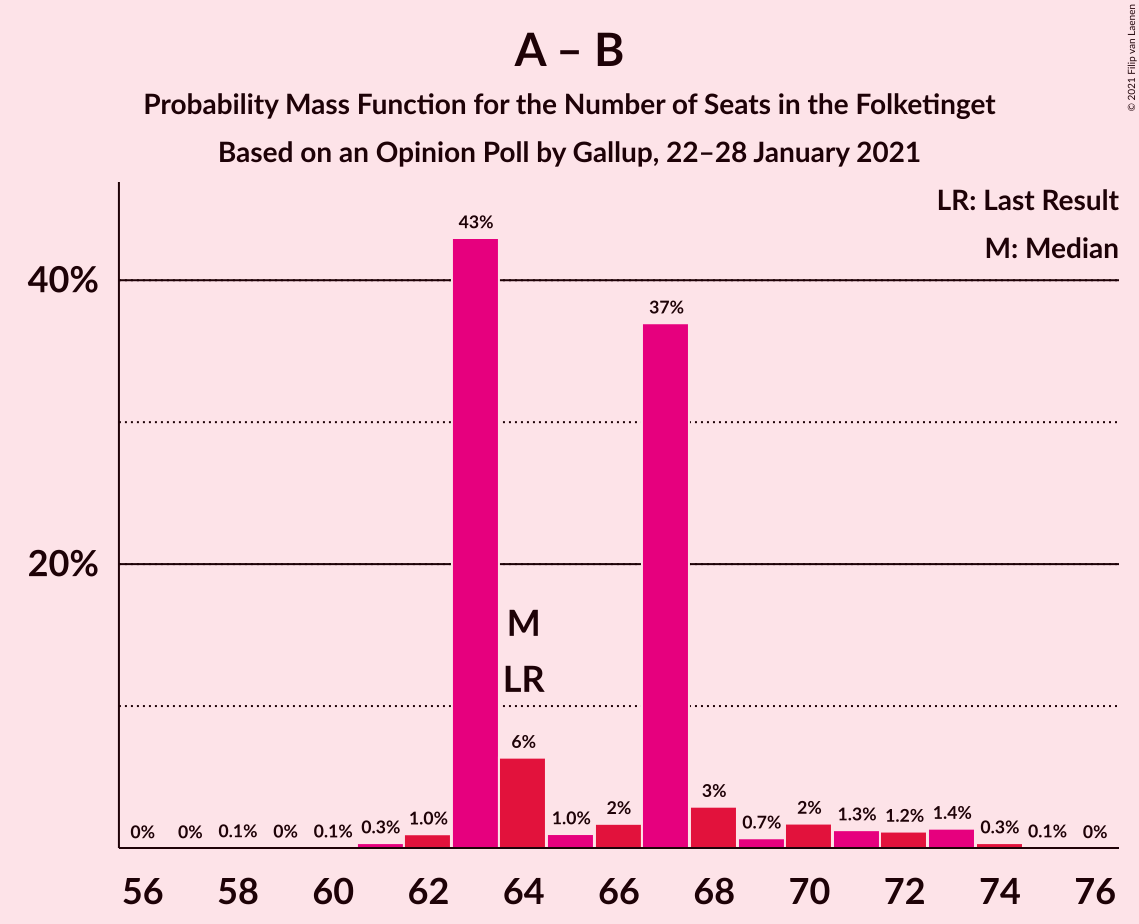 A – B
Probability Mass Function for the Number of Seats in the Folketinget
Based on an Opinion Poll by Gallup, 22–28 January 2021
© 2021 Filip van Laenen
LR: Last Result
M: Median
40%
20%
43%
37%
M
LR
0% 0% 0.1% 0% 0.1% 0.3% 1.0% 6% 1.0% 2% 3% 0.7% 2% 1.3% 1.2% 1.4% 0.3% 0.1% 0%
56 58 60 62 64 66 68 70 72 74 76